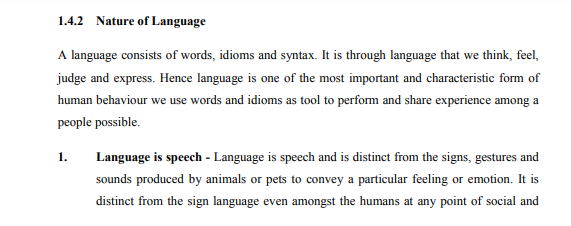 1.4.2 Nature of Language
A language consists of words, idioms and syntax. It is through language that we think, feel,
judge and express. Hence language is one of the most important and characteristic form of
human behaviour we use words and idioms as tool to perform and share experience among a
people possible.
1. Language is speech - Language is speech and is distinct from the signs, gestures and
sounds produced by animals or pets to convey a particular feeling or emotion. It is
distinct from the sign language even amongst the humans at any point of social and